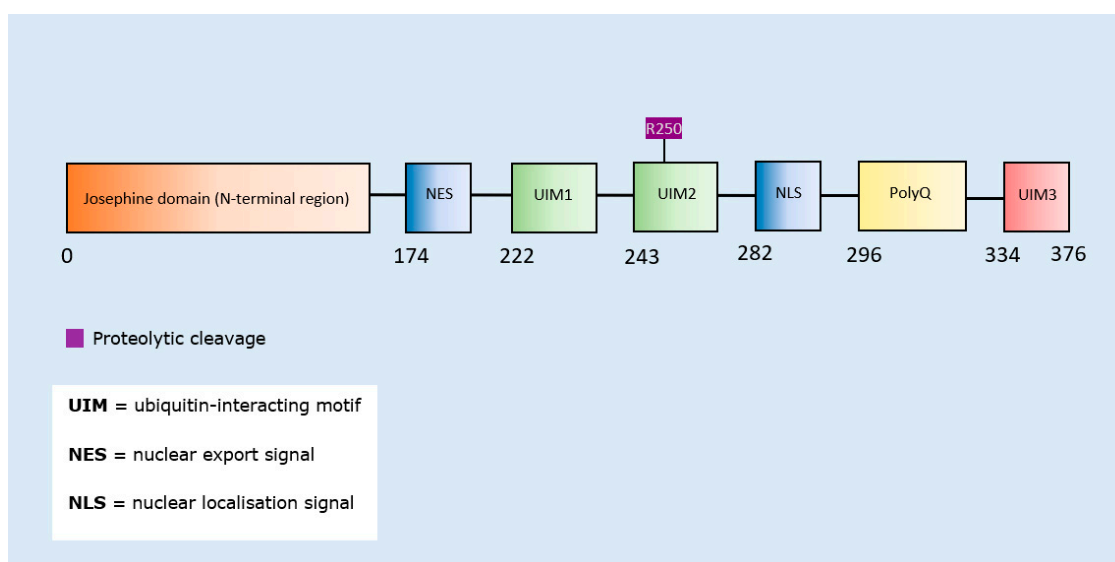 R250
Josephine domain (N-terminal region) NES UIM1 UIM2 NLS PolyQ UIM3
0 174 222 243 282 296 334 376
Proteolytic cleavage
UIM = ubiquitin-interacting motif
NES = nuclear export signal
NLS = nuclear localisation signal